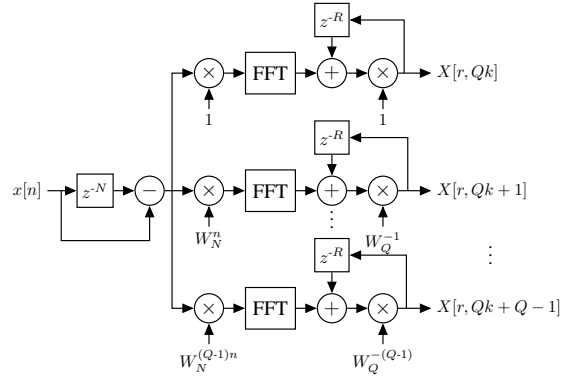 z^{-R}
× FFT + × X[r, Qk]
1 1
z^{-R}
x[n] z^{-N} − × FFT + × X[r, Qk + 1]
⋮
W_N^n W_Q^{-1}
z^{-R} ⋮
× FFT + × X[r, Qk + Q − 1]
W_N^{(Q-1)n} W_Q^{-(Q-1)}